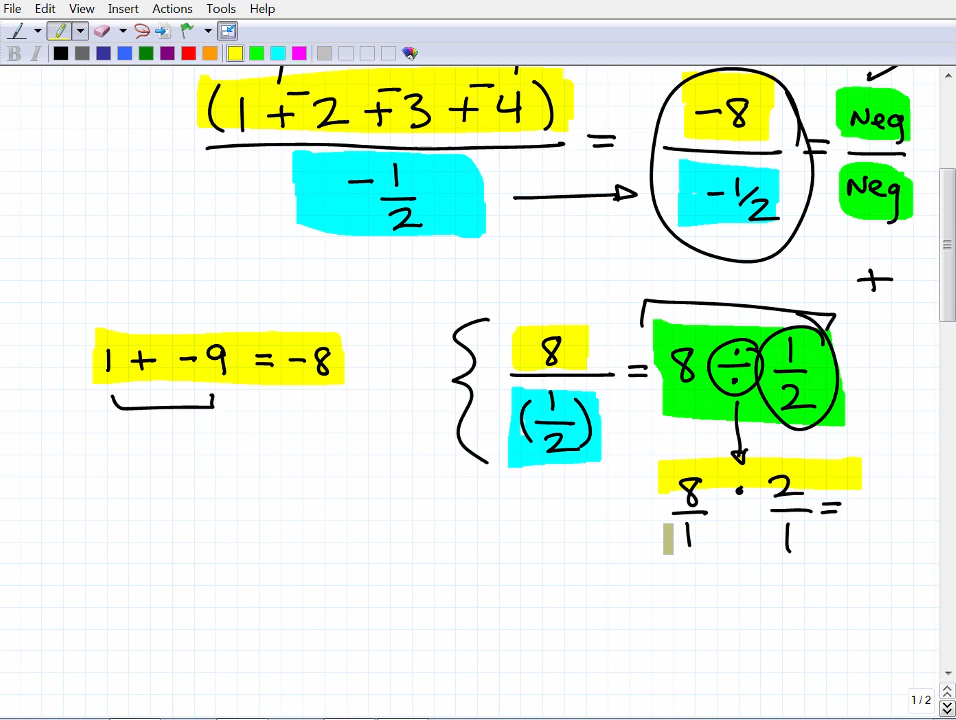 File Edit View Insert Actions Tools Help
B I
(1 + -2 + -3 + -4) / -1/2 = -8 / -1/2 = Neg / Neg
+
1 + -9 = -8
8 / (1/2) = 8 ÷ 1/2
8/1 · 2/1 =
1 / 2